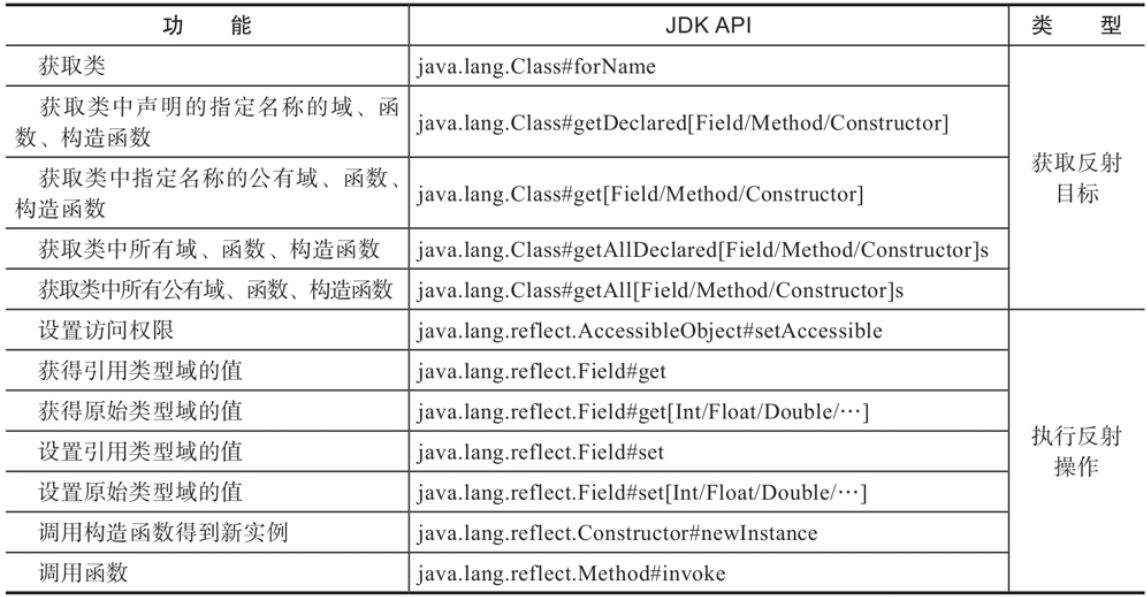 功 能 JDK API 类 型
获取类 java.lang.Class#forName
获取类中声明的指定名称的域、函
数、构造函数 java.lang.Class#getDeclared[Field/Method/Constructor]
获取类中指定名称的公有域、函数、
构造函数 java.lang.Class#get[Field/Method/Constructor]
获取反射
目标
获取类中所有域、函数、构造函数 java.lang.Class#getAllDeclared[Field/Method/Constructor]s
获取类中所有公有域、函数、构造函数 java.lang.Class#getAll[Field/Method/Constructor]s
设置访问权限 java.lang.reflect.AccessibleObject#setAccessible
获得引用类型域的值 java.lang.reflect.Field#get
获得原始类型域的值 java.lang.reflect.Field#get[Int/Float/Double/…]
设置引用类型域的值 java.lang.reflect.Field#set
执行反射
操作
设置原始类型域的值 java.lang.reflect.Field#set[Int/Float/Double/…]
调用构造函数得到新实例 java.lang.reflect.Constructor#newInstance
调用函数 java.lang.reflect.Method#invoke